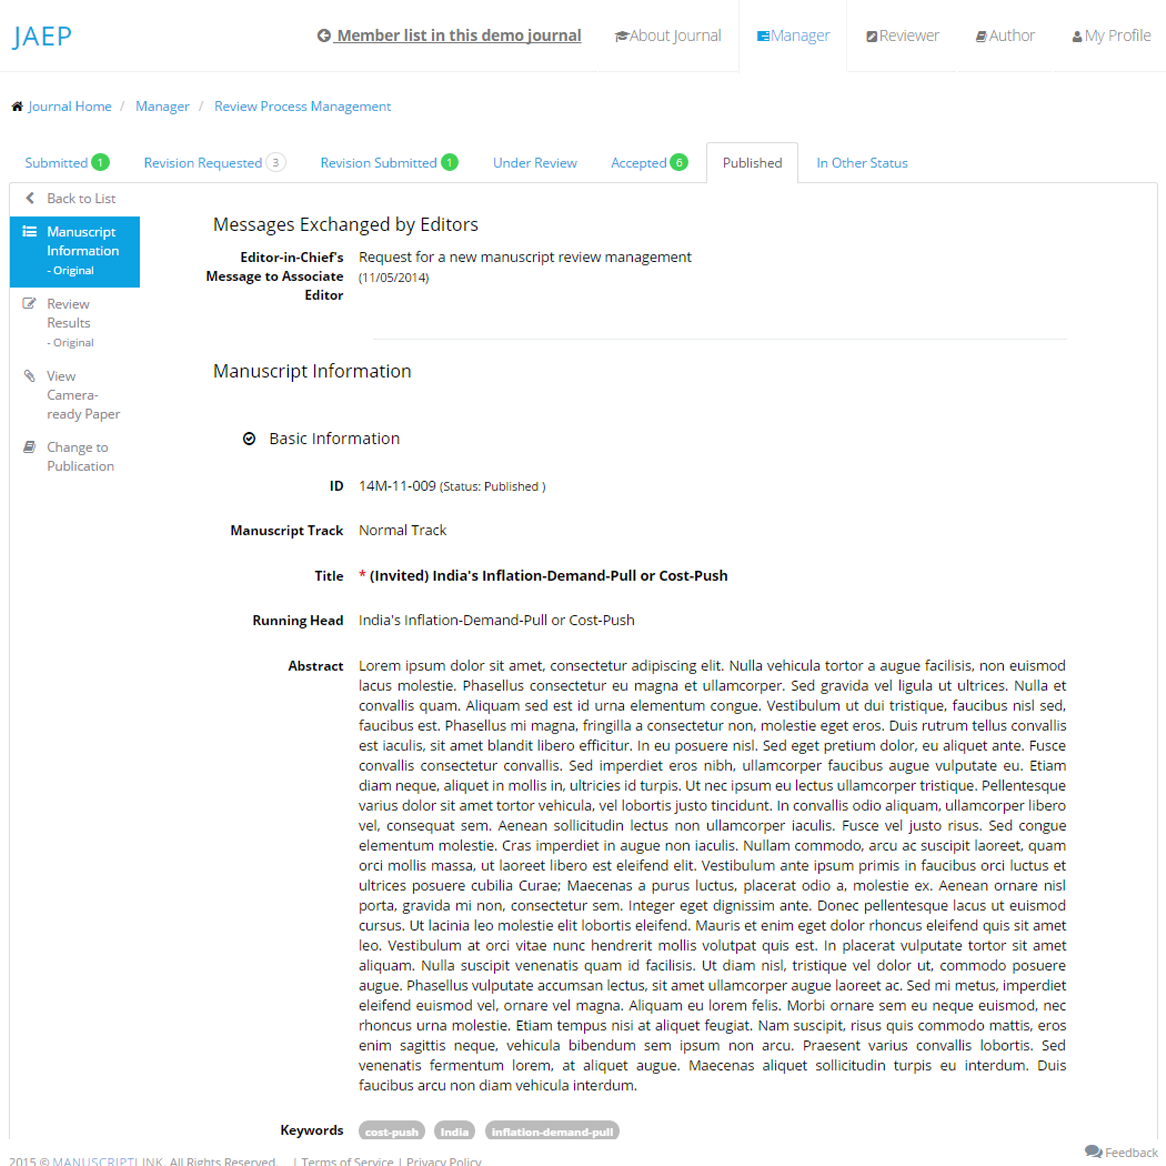 JAEP
Member list in this demo journal
About Journal
Manager
Reviewer
Author
My Profile
Journal Home / Manager / Review Process Management
Submitted 1
Revision Requested 3
Revision Submitted 1
Under Review
Accepted 6
Published
In Other Status
Back to List
Manuscript
Information
- Original
Review
Results
- Original
View
Camera-
ready Paper
Change to
Publication
Messages Exchanged by Editors
Editor-in-Chief's
Message to Associate
Editor
Request for a new manuscript review management
(11/05/2014)
Manuscript Information
Basic Information
ID 14M-11-009 (Status: Published )
Manuscript Track Normal Track
Title * (Invited) India's Inflation-Demand-Pull or Cost-Push
Running Head India's Inflation-Demand-Pull or Cost-Push
Abstract Lorem ipsum dolor sit amet, consectetur adipiscing elit. Nulla vehicula tortor a augue facilisis, non euismod
lacus molestie. Phasellus consectetur eu magna et ullamcorper. Sed gravida vel ligula ut ultrices. Nulla et
convallis quam. Aliquam sed est id urna elementum congue. Vestibulum ut dui tristique, faucibus nisl sed,
faucibus est. Phasellus mi magna, fringilla a consectetur non, molestie eget eros. Duis rutrum tellus convallis
est iaculis, sit amet blandit libero efficitur. In eu posuere nisl. Sed eget pretium dolor, eu aliquet ante. Fusce
convallis consectetur convallis. Sed imperdiet eros nibh, ullamcorper faucibus augue vulputate eu. Etiam
diam neque, aliquet in mollis in, ultricies id turpis. Ut nec ipsum eu lectus ullamcorper tristique. Pellentesque
varius dolor sit amet tortor vehicula, vel lobortis justo tincidunt. In convallis odio aliquam, ullamcorper libero
vel, consequat sem. Aenean sollicitudin lectus non ullamcorper iaculis. Fusce vel justo risus. Sed congue
elementum molestie. Cras imperdiet in augue non iaculis. Nullam commodo, arcu ac suscipit laoreet, quam
orci mollis massa, ut laoreet libero est eleifend elit. Vestibulum ante ipsum primis in faucibus orci luctus et
ultrices posuere cubilia Curae; Maecenas a purus luctus, placerat odio a, molestie ex. Aenean ornare nisl
porta, gravida mi non, consectetur sem. Integer eget dignissim ante. Donec pellentesque lacus ut euismod
cursus. Ut lacinia leo molestie elit lobortis eleifend. Mauris et enim eget dolor rhoncus eleifend quis sit amet
leo. Vestibulum at orci vitae nunc hendrerit mollis volutpat quis est. In placerat vulputate tortor sit amet
aliquam. Nulla suscipit venenatis quam id facilisis. Ut diam nisl, tristique vel dolor ut, commodo posuere
augue. Phasellus vulputate accumsan lectus, sit amet ullamcorper augue laoreet ac. Sed mi metus, imperdiet
eleifend euismod vel, ornare vel magna. Aliquam eu lorem felis. Morbi ornare sem eu neque euismod, nec
rhoncus urna molestie. Etiam tempus nisi at aliquet feugiat. Nam suscipit, risus quis commodo mattis, eros
enim sagittis neque, vehicula bibendum sem ipsum non arcu. Praesent varius convallis lobortis. Sed
venenatis fermentum lorem, at aliquet augue. Maecenas aliquet sollicitudin turpis eu interdum. Duis
faucibus arcu non diam vehicula interdum.
Keywords cost-push India inflation-demand-pull
2015 © MANUSCRIPTLINK. All Rights Reserved. | Terms of Service | Privacy Policy
Feedback